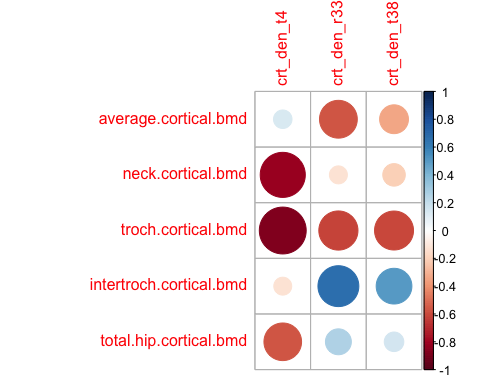 crt_den_t4
crt_den_r33
crt_den_t38
average.cortical.bmd
neck.cortical.bmd
troch.cortical.bmd
intertroch.cortical.bmd
total.hip.cortical.bmd
1
0.8
0.6
0.4
0.2
0
-0.2
-0.4
-0.6
-0.8
-1